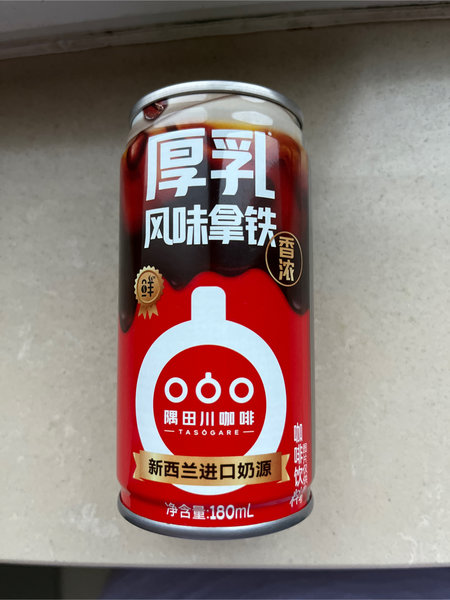 厚乳
风味拿铁
香浓
鲜
隅田川咖啡
TASOGARE
新西兰进口奶源
咖啡饮料
净含量:180mL